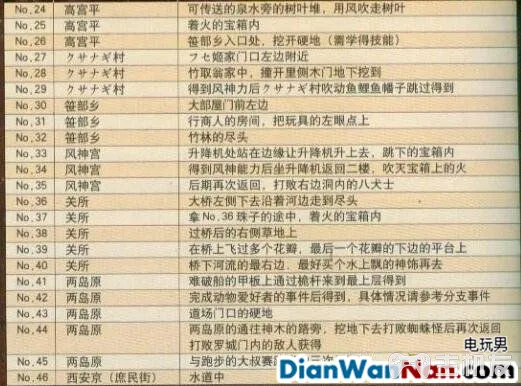 No.24 高宫平 可传送的泉水旁的树叶堆，用风吹走树叶
No.25 高宫平 着火的宝箱内
No.26 高宫平 笹部乡入口处，挖开硬地（需学得技能）
No.27 クサナギ村 フセ姬家门口左边附近
No.28 クサナギ村 竹取翁家中，撞开里侧木门地下挖到
No.29 クサナギ村 得到风神力后クサナギ村吹动鱼鲤鱼幡子跳过得到
No.30 笹部乡 大部屋门前左边
No.31 笹部乡 行商人的房间，把玩具的左眼点上
No.32 笹部乡 竹林的尽头
No.33 风神宫 升降机处站在边缘让升降机升上去，跳下的宝箱内
No.34 风神宫 得到风神力后坐升降机返回二楼，吹灭宝箱上的火
No.35 风神宫 后期再次返回，打败右边洞内的八犬士
No.36 关所 大桥左侧下去沿着河边走到尽头
No.37 关所 拿No.36珠子的途中，着火的宝箱内
No.38 关所 过桥后的右侧草地上
No.39 关所 在桥上飞过多个花瓣，最后一个花瓣的下边的平台上
No.40 关所 桥下河流的最右边，最好买个水上飘的神饰再去
No.41 两岛原 难破船的甲板上通过桅杆来到最上层得到
No.42 两岛原 完成动物爱好者的事件后得到，具体情况请参考分支事件
No.43 两岛原 道场门口的硬地
No.44 两岛原 两岛原的通往神木的路旁，挖地下去打败蜘蛛怪后再次返回
打败罗城门内的敌人获得
No.45 两岛原 与跑步的大叔赛 三次
No.46 西安京（庶民街） 水道中
电玩男
DianWanNan.com